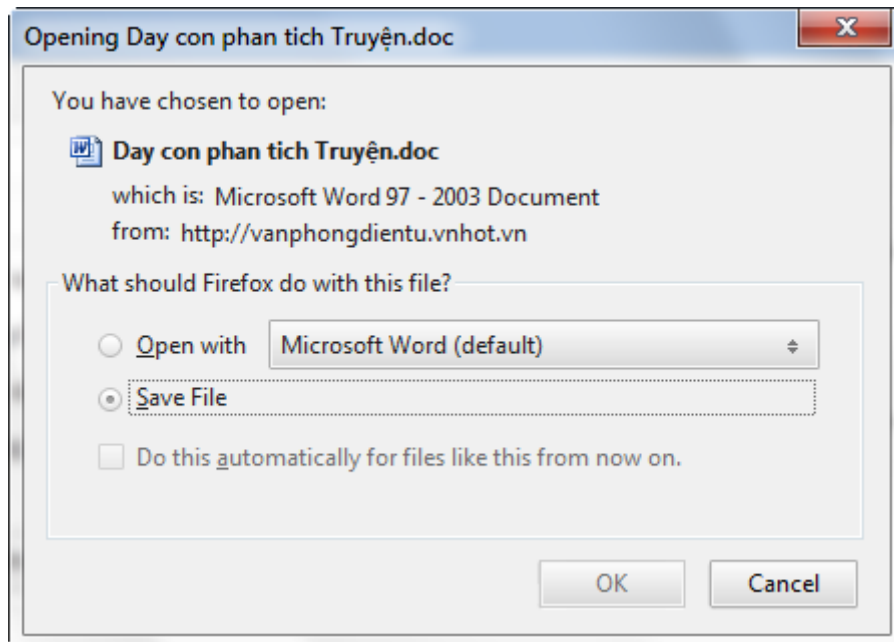 Opening Day con phan tich Truyện.doc
You have chosen to open:
Day con phan tich Truyện.doc
which is: Microsoft Word 97 - 2003 Document
from: http://vanphongdientu.vnhot.vn
What should Firefox do with this file?
Open with Microsoft Word (default)
Save File
Do this automatically for files like this from now on.
OK Cancel